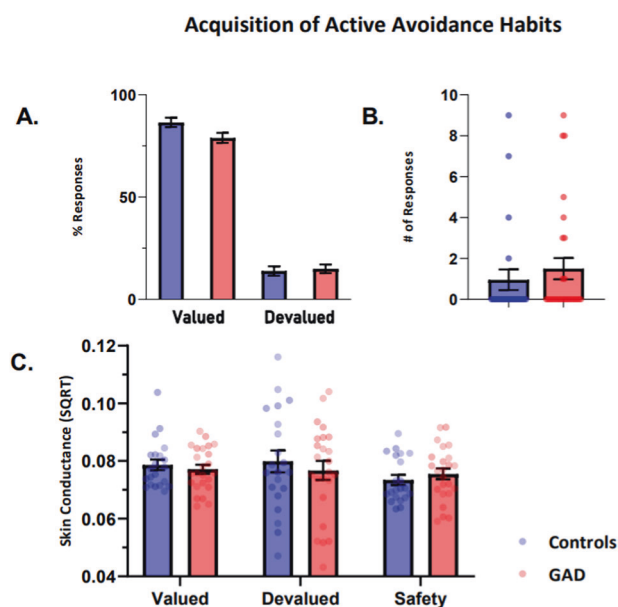 Acquisition of Active Avoidance Habits
A.
% Responses
100
50
0
Valued Devalued
B.
# of Responses
10
8
6
4
2
0
C.
Skin Conductance (SQRT)
0.12
0.10
0.08
0.06
0.04
Valued Devalued Safety
Controls
GAD